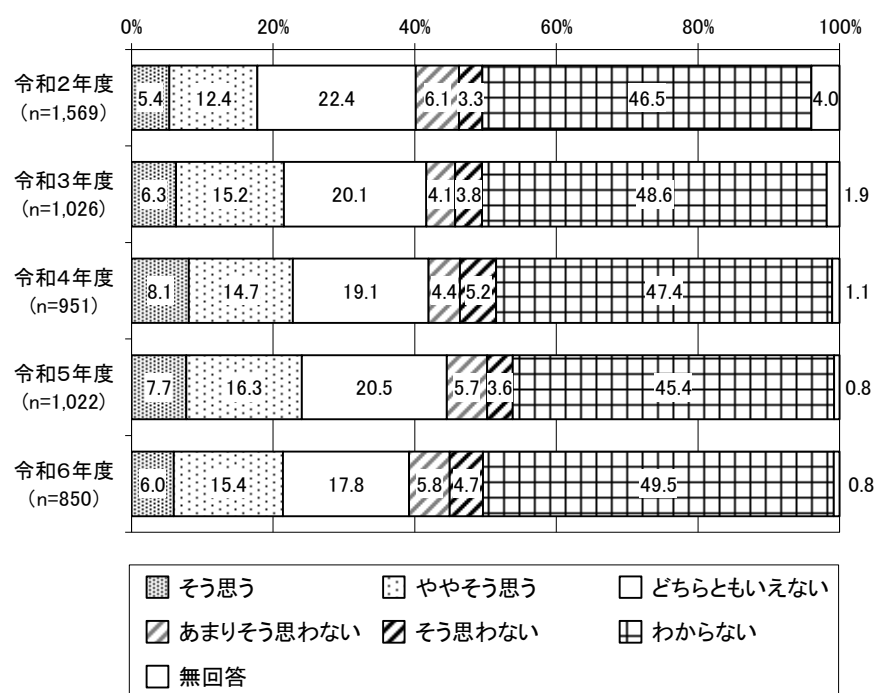 0% 20% 40% 60% 80% 100%
令和２年度
（n=1,569）
5.4 12.4 22.4 6.1 3.3 46.5 4.0
令和３年度
（n=1,026）
6.3 15.2 20.1 4.1 3.8 48.6 1.9
令和４年度
（n=951）
8.1 14.7 19.1 4.4 5.2 47.4 1.1
令和５年度
（n=1,022）
7.7 16.3 20.5 5.7 3.6 45.4 0.8
令和６年度
（n=850）
6.0 15.4 17.8 5.8 4.7 49.5 0.8
そう思う ややそう思う どちらともいえない
あまりそう思わない そう思わない わからない
無回答